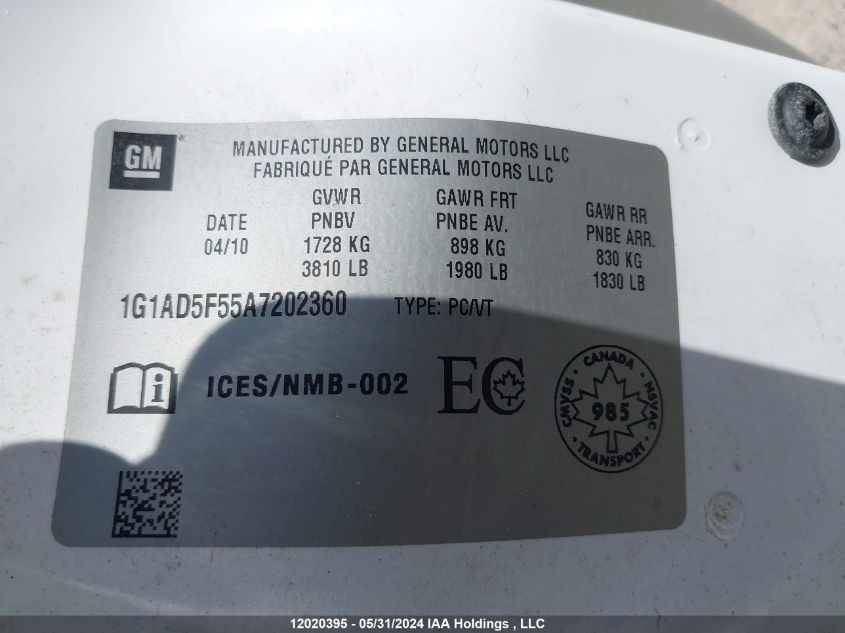 GM
MANUFACTURED BY GENERAL MOTORS LLC
FABRIQUÉ PAR GENERAL MOTORS LLC
DATE
04/10
GVWR
PNBV
1728 KG
3810 LB
GAWR FRT
PNBE AV.
898 KG
1980 LB
GAWR RR
PNBE ARR.
830 KG
1830 LB
1G1AD5F55A7202360 TYPE: PC/VT
i ICES/NMB-002 EC
CANADA
CMVSS 985 NSVAC
• TRANSPORT •
12020395 - 05/31/2024 IAA Holdings , LLC